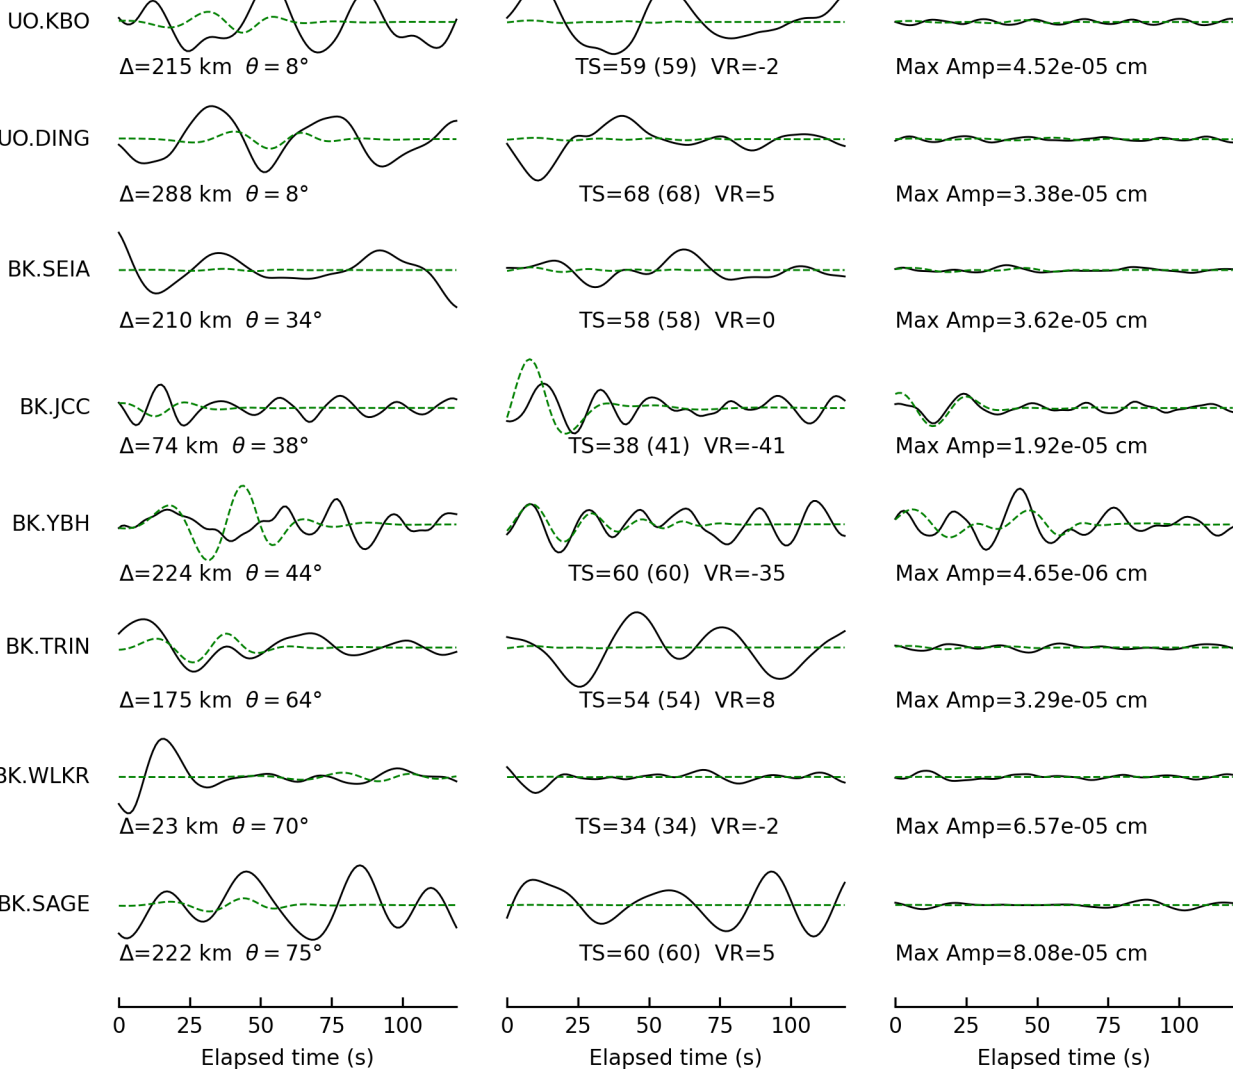 UO.KBO
Δ=215 km θ = 8° TS=59 (59) VR=-2 Max Amp=4.52e-05 cm
UO.DING
Δ=288 km θ = 8° TS=68 (68) VR=5 Max Amp=3.38e-05 cm
BK.SEIA
Δ=210 km θ = 34° TS=58 (58) VR=0 Max Amp=3.62e-05 cm
BK.JCC
Δ=74 km θ = 38° TS=38 (41) VR=-41 Max Amp=1.92e-05 cm
BK.YBH
Δ=224 km θ = 44° TS=60 (60) VR=-35 Max Amp=4.65e-06 cm
BK.TRIN
Δ=175 km θ = 64° TS=54 (54) VR=8 Max Amp=3.29e-05 cm
BK.WLKR
Δ=23 km θ = 70° TS=34 (34) VR=-2 Max Amp=6.57e-05 cm
BK.SAGE
Δ=222 km θ = 75° TS=60 (60) VR=5 Max Amp=8.08e-05 cm
0 25 50 75 100 0 25 50 75 100 0 25 50 75 100
Elapsed time (s) Elapsed time (s) Elapsed time (s)